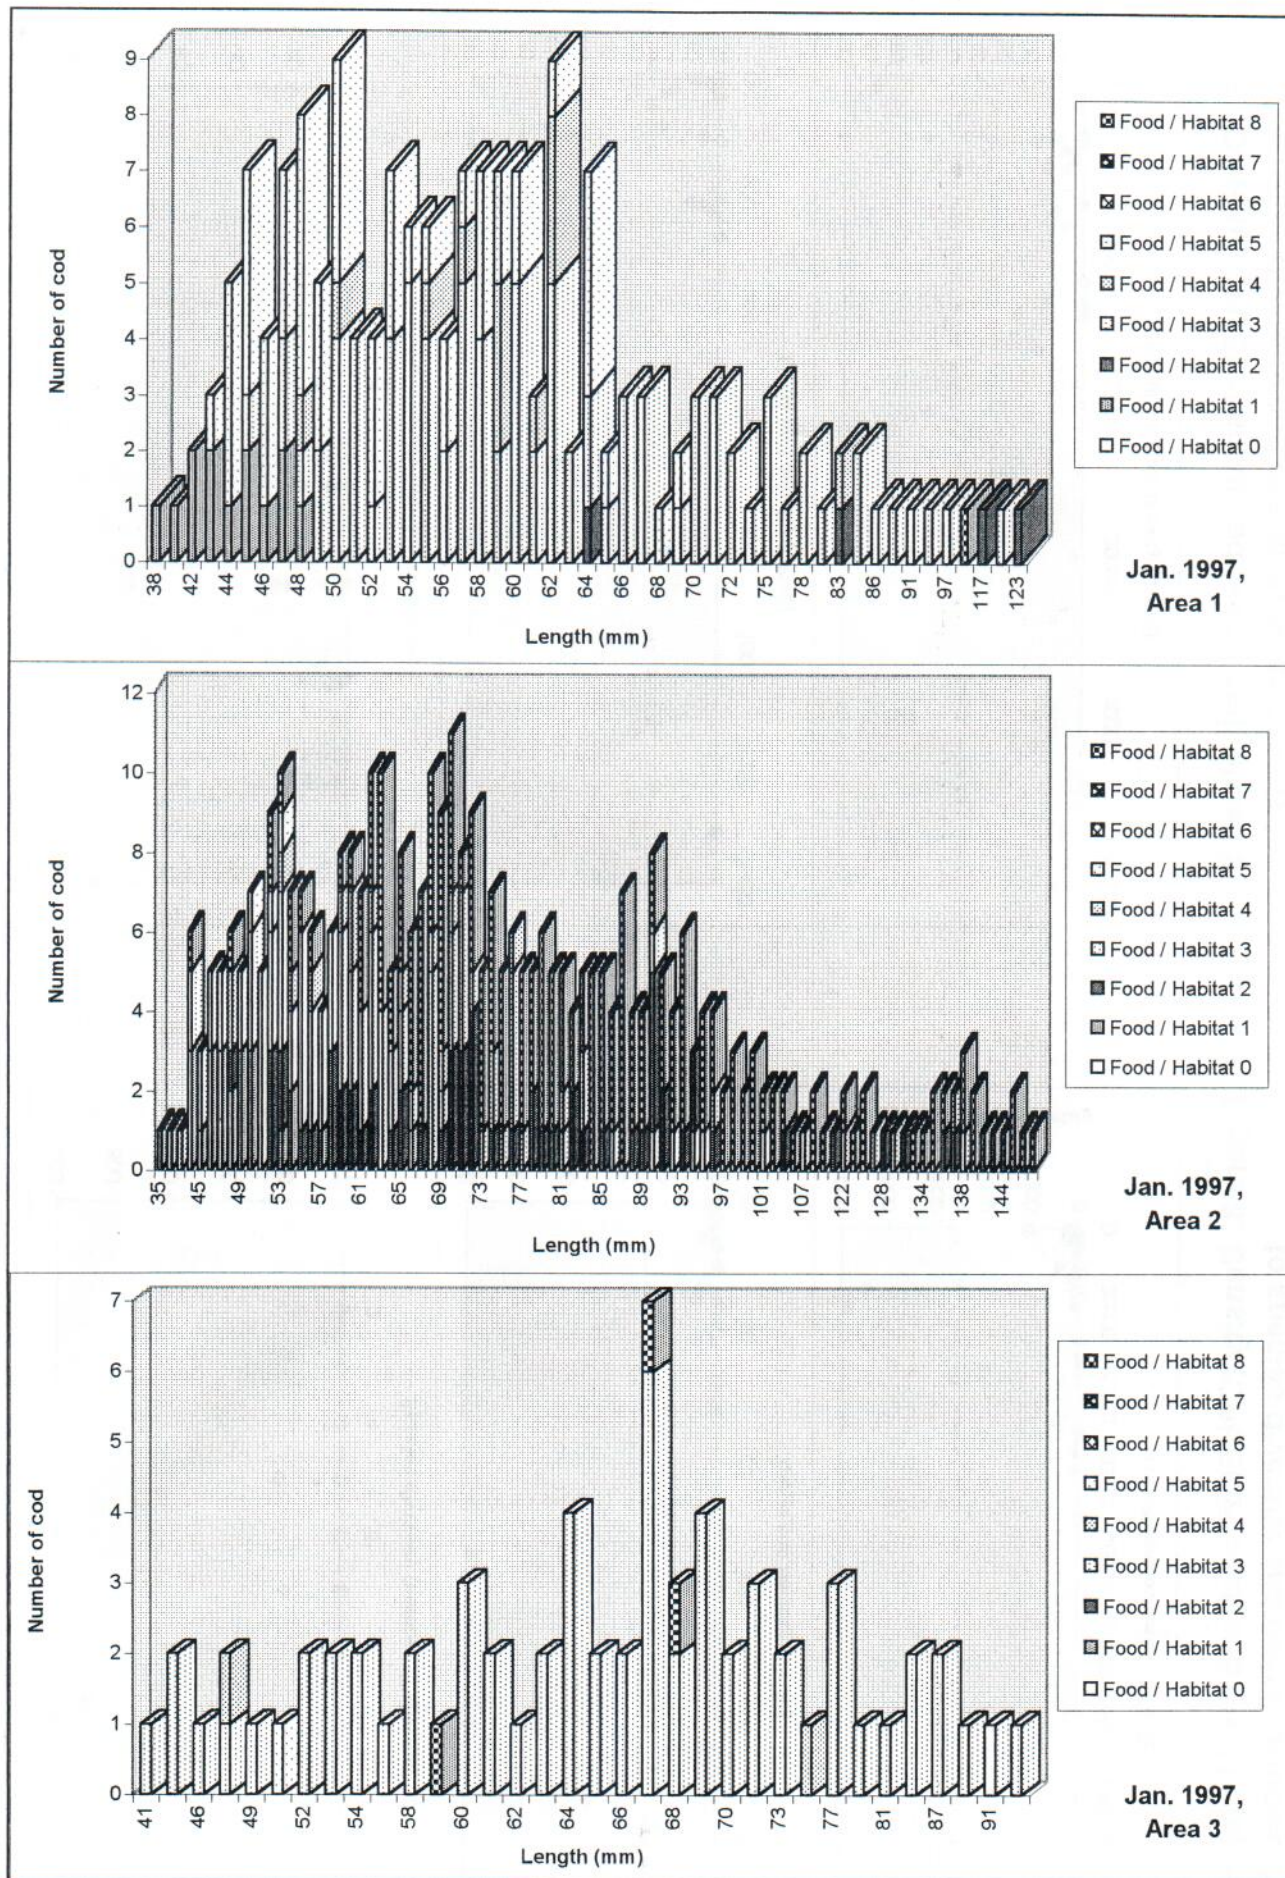 9
8
7
6
5
4
3
2
1
0
Number of cod
38
42
44
46
48
50
52
54
56
58
60
62
64
66
68
70
72
75
78
83
86
91
97
117
123
Length (mm)
Food / Habitat 8
Food / Habitat 7
Food / Habitat 6
Food / Habitat 5
Food / Habitat 4
Food / Habitat 3
Food / Habitat 2
Food / Habitat 1
Food / Habitat 0
Jan. 1997,
Area 1
12
10
8
6
4
2
0
Number of cod
35
45
49
53
57
61
65
69
73
77
81
85
89
93
97
101
107
122
128
134
138
144
Length (mm)
Food / Habitat 8
Food / Habitat 7
Food / Habitat 6
Food / Habitat 5
Food / Habitat 4
Food / Habitat 3
Food / Habitat 2
Food / Habitat 1
Food / Habitat 0
Jan. 1997,
Area 2
7
6
5
4
3
2
1
0
Number of cod
41
46
49
52
54
58
60
62
64
66
68
70
73
77
81
87
91
Length (mm)
Food / Habitat 8
Food / Habitat 7
Food / Habitat 6
Food / Habitat 5
Food / Habitat 4
Food / Habitat 3
Food / Habitat 2
Food / Habitat 1
Food / Habitat 0
Jan. 1997,
Area 3